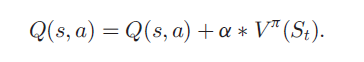 Q(s, a) = Q(s, a) + α * V^π(S_t).